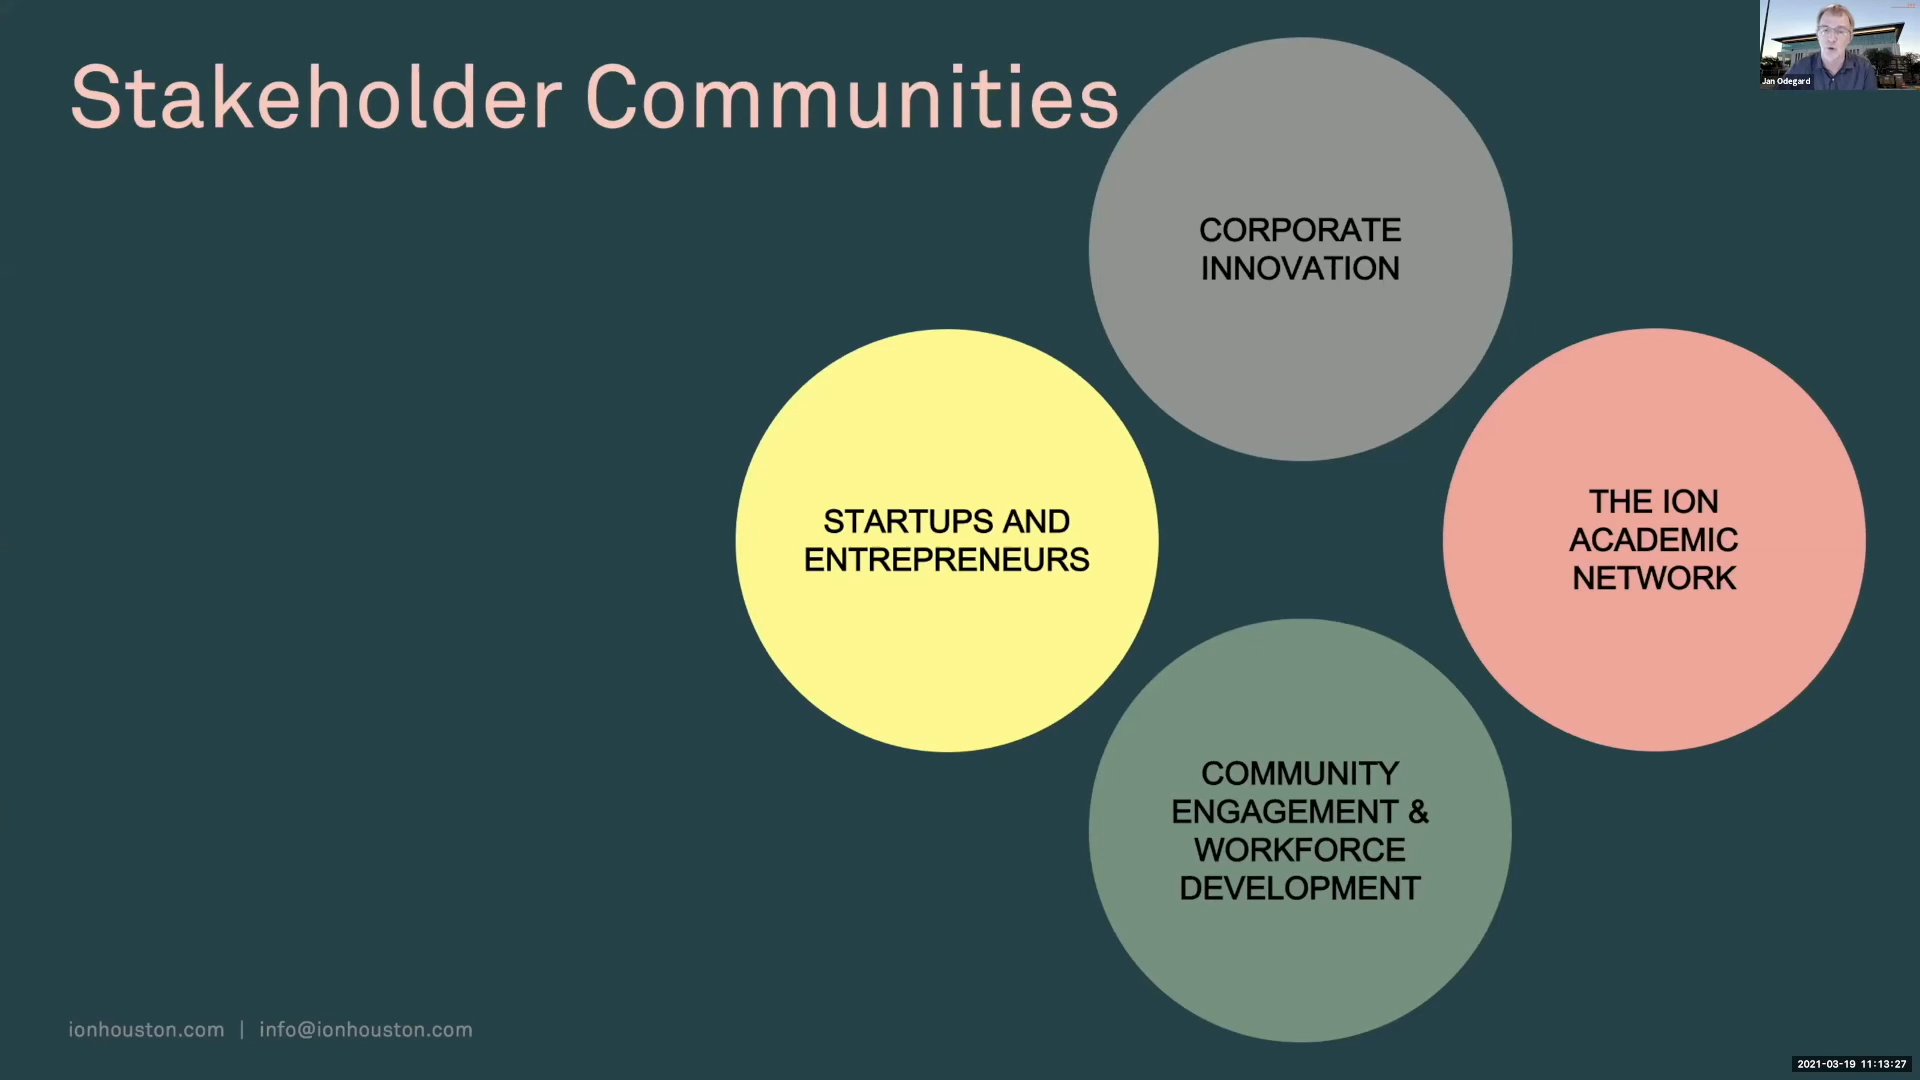 Stakeholder Communities
Jan Odegard
CORPORATE
INNOVATION
STARTUPS AND
ENTREPRENEURS
THE ION
ACADEMIC
NETWORK
COMMUNITY
ENGAGEMENT &
WORKFORCE
DEVELOPMENT
ionhouston.com | info@ionhouston.com
2021-03-19 11:13:27